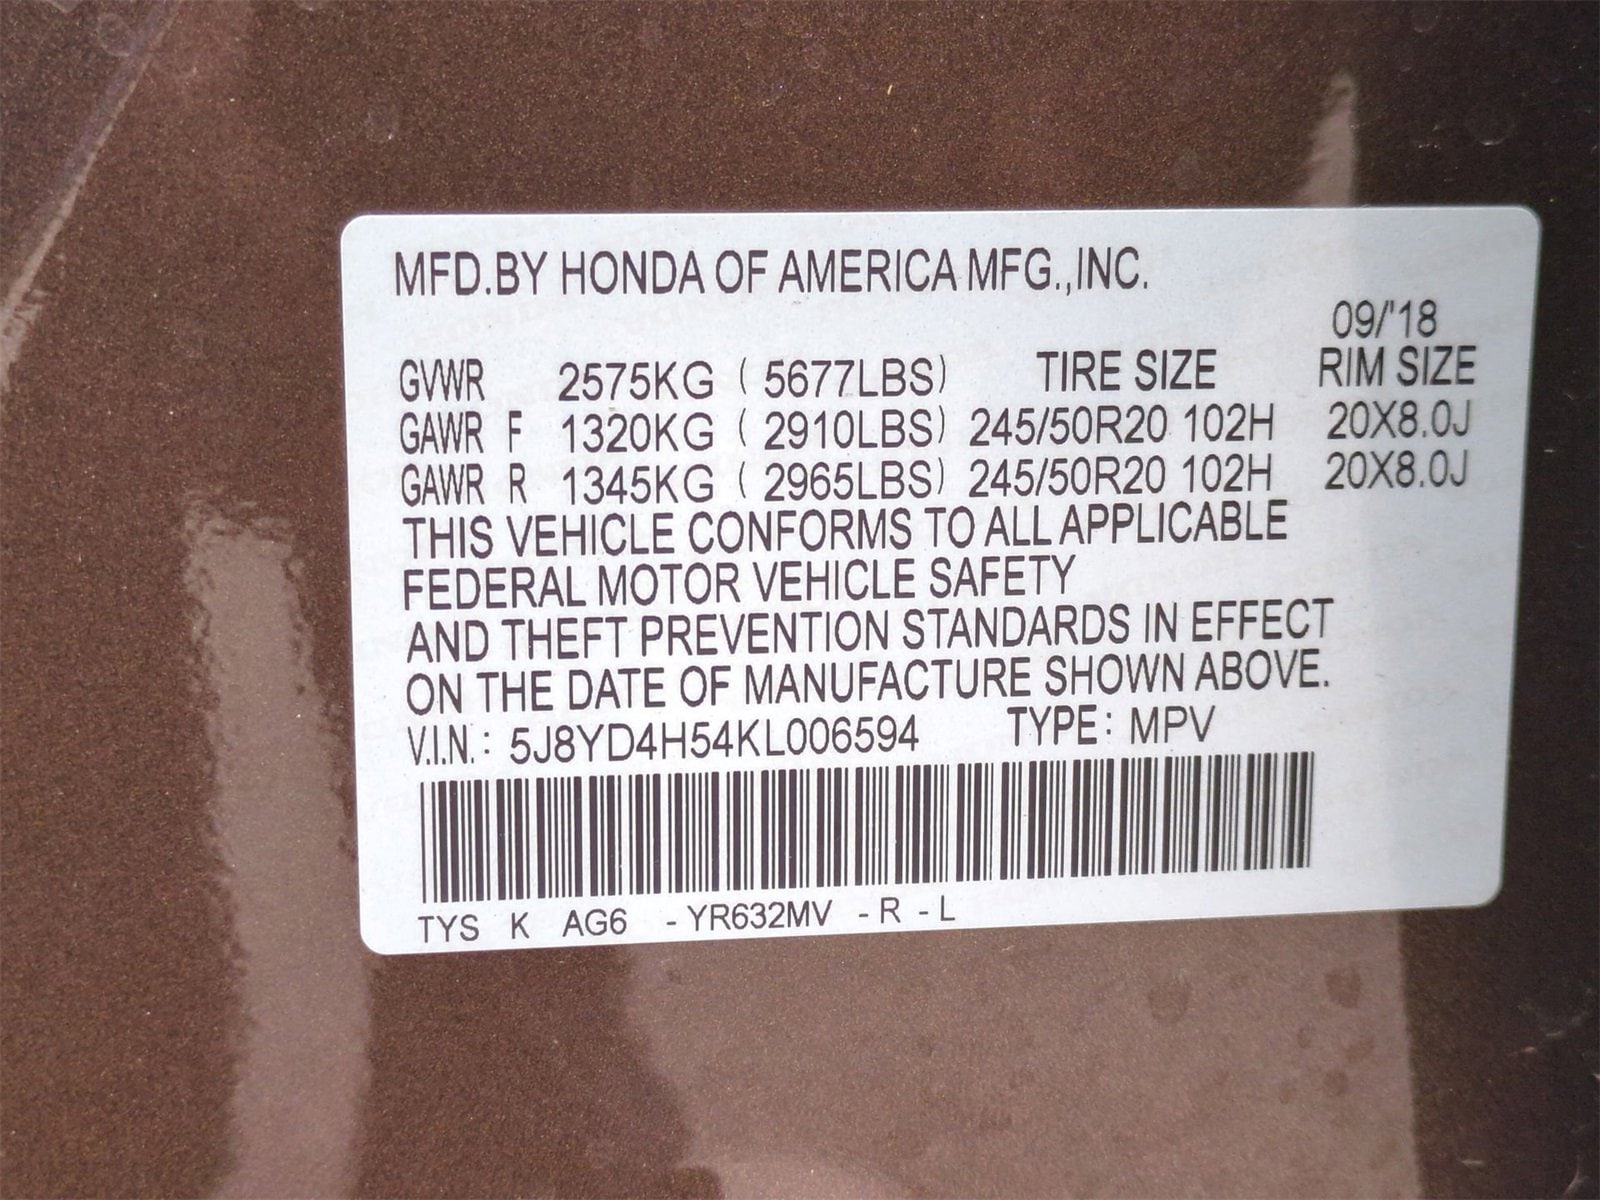 MFD.BY HONDA OF AMERICA MFG.,INC.
09/'18
GVWR 2575KG ( 5677LBS) TIRE SIZE RIM SIZE
GAWR F 1320KG ( 2910LBS) 245/50R20 102H 20X8.0J
GAWR R 1345KG ( 2965LBS) 245/50R20 102H 20X8.0J
THIS VEHICLE CONFORMS TO ALL APPLICABLE
FEDERAL MOTOR VEHICLE SAFETY
AND THEFT PREVENTION STANDARDS IN EFFECT
ON THE DATE OF MANUFACTURE SHOWN ABOVE.
V.I.N.: 5J8YD4H54KL006594 TYPE: MPV
TYS K AG6 - YR632MV - R - L